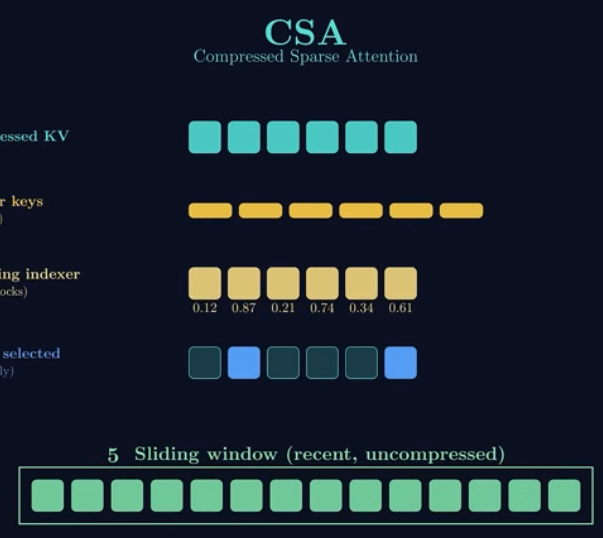 CSA
Compressed Sparse Attention
essed KV
r keys
)
ing indexer
ocks)
0.12 0.87 0.21 0.74 0.34 0.61
selected
ly)
5 Sliding window (recent, uncompressed)